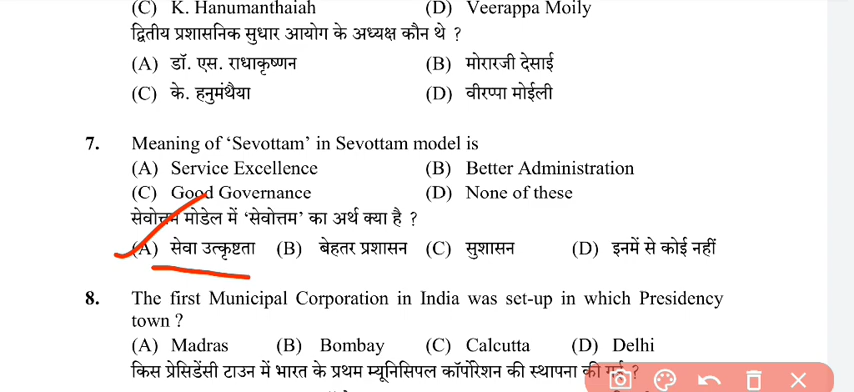 (C) K. Hanumanthaiah (D) Veerappa Moily
द्वितीय प्रशासनिक सुधार आयोग के अध्यक्ष कौन थे ?
(A) डॉ. एस. राधाकृष्णन (B) मोरारजी देसाई
(C) के. हनुमंथैया (D) वीरप्पा मोईली
7. Meaning of ‘Sevottam’ in Sevottam model is
(A) Service Excellence (B) Better Administration
(C) Good Governance (D) None of these
सेवोत्तम मोडेल में ‘सेवोत्तम’ का अर्थ क्या है ?
(A) सेवा उत्कृष्टता (B) बेहतर प्रशासन (C) सुशासन (D) इनमें से कोई नहीं
8. The first Municipal Corporation in India was set-up in which Presidency
town ?
(A) Madras (B) Bombay (C) Calcutta (D) Delhi
किस प्रेसिडेंसी टाउन में भारत के प्रथम म्यूनिसिपल कॉर्पोरेशन की स्थापना की गई ?